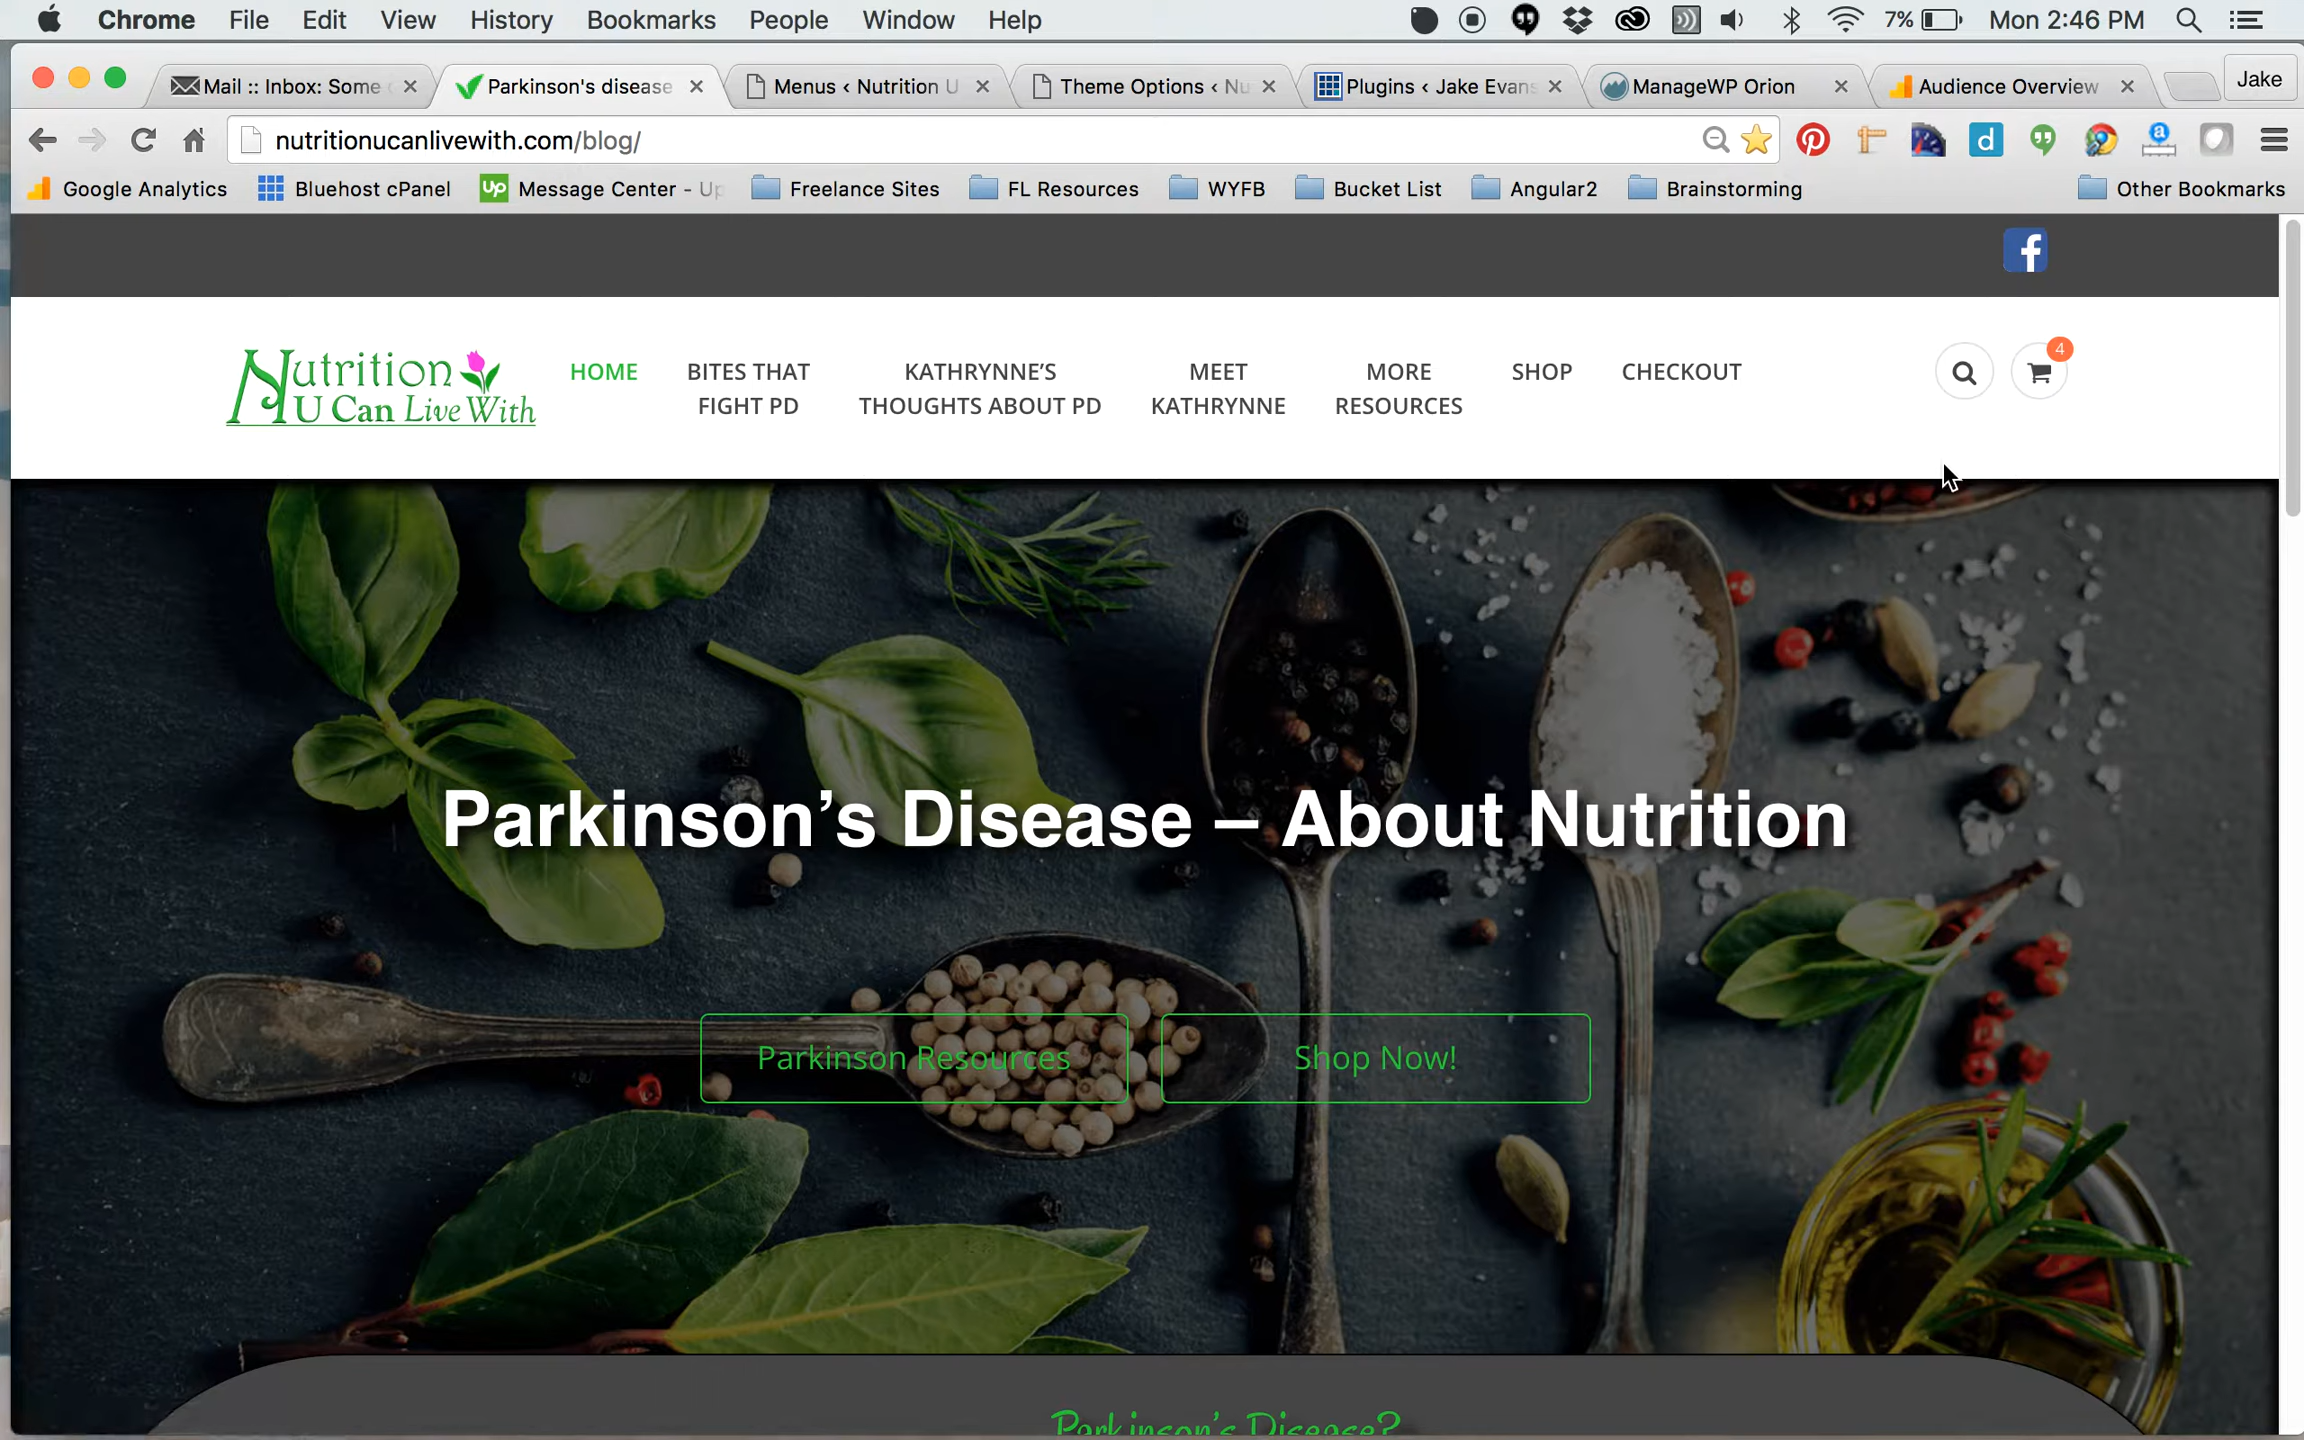 Chrome File Edit View History Bookmarks People Window Help 7% Mon 2:46 PM
Mail :: Inbox: Some Parkinson's disease Menus ‹ Nutrition U Theme Options ‹ Nu Plugins ‹ Jake Evans ManageWP Orion Audience Overview Jake
nutritionucanlivewith.com/blog/
Google Analytics Bluehost cPanel Up Message Center - Up Freelance Sites FL Resources WYFB Bucket List Angular2 Brainstorming Other Bookmarks
Nutrition
U Can Live With
HOME
BITES THAT
FIGHT PD
KATHRYNNE'S
THOUGHTS ABOUT PD
MEET
KATHRYNNE
MORE
RESOURCES
SHOP
CHECKOUT
4
Parkinson's Disease – About Nutrition
Parkinson Resources
Shop Now!
Parkinson's Disease?